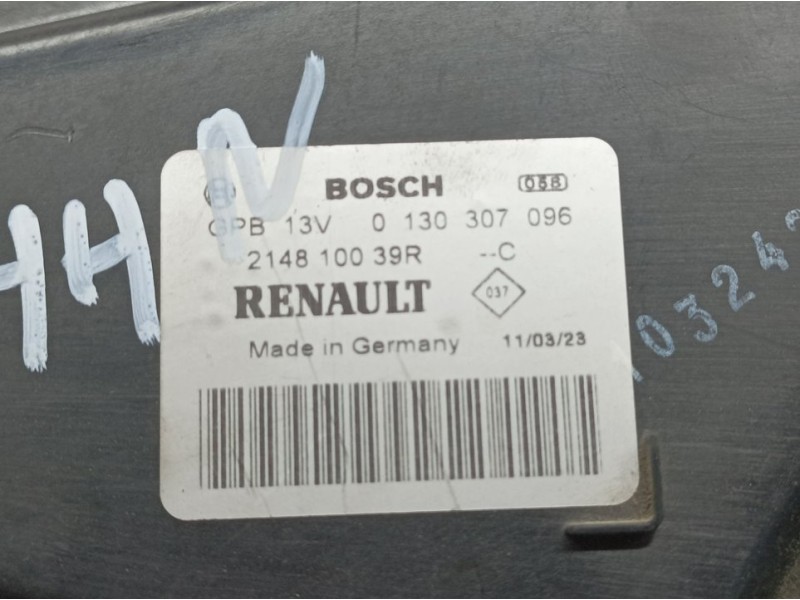 HHN
BOSCH 058
GPB 13V 0 130 307 096
2148 100 39R --C
RENAULT 037
Made in Germany 11/03/23